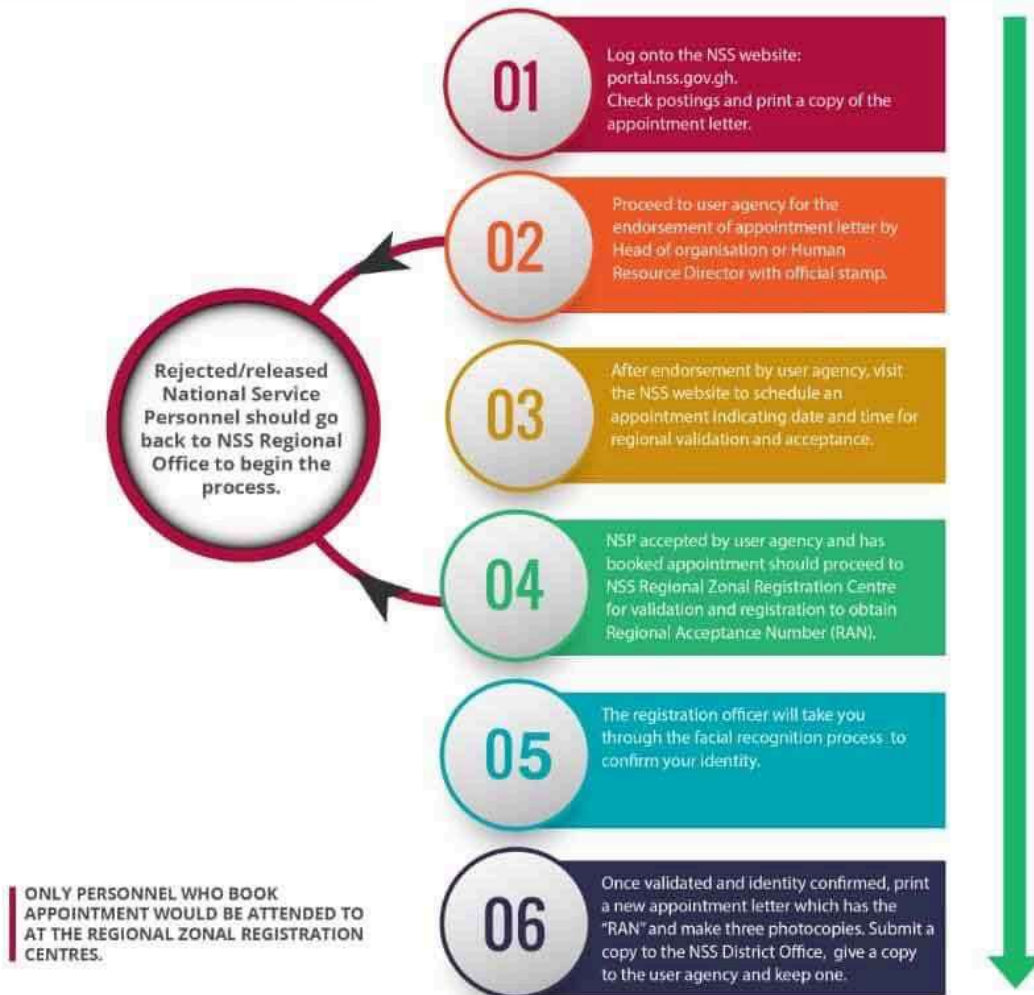 01
Log onto the NSS website:
portal.nss.gov.gh.
Check postings and print a copy of the
appointment letter.
02
Proceed to user agency for the
endorsement of appointment letter by
Head of organisation or Human
Resource Director with official stamp.
Rejected/released
National Service
Personnel should go
back to NSS Regional
Office to begin the
process.
03
After endorsement by user agency, visit
the NSS website to schedule an
appointment indicating date and time for
regional validation and acceptance.
04
NSP accepted by user agency and has
booked appointment should proceed to
NSS Regional Zonal Registration Centre
for validation and registration to obtain
Regional Acceptance Number (RAN).
05
The registration officer will take you
through the facial recognition process to
confirm your identity.
06
Once validated and identity confirmed, print
a new appointment letter which has the
"RAN" and make three photocopies. Submit a
copy to the NSS District Office, give a copy
to the user agency and keep one.
ONLY PERSONNEL WHO BOOK
APPOINTMENT WOULD BE ATTENDED TO
AT THE REGIONAL ZONAL REGISTRATION
CENTRES.